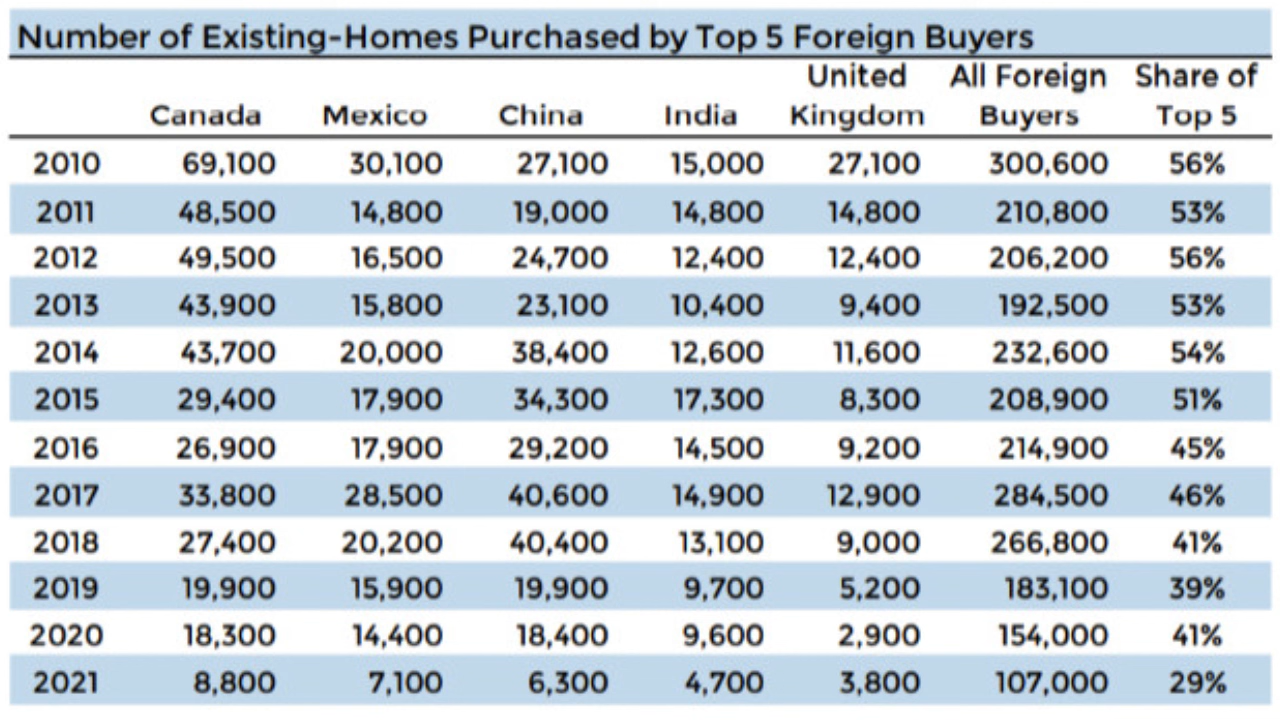 Number of Existing-Homes Purchased by Top 5 Foreign Buyers
United All Foreign Share of
Canada Mexico China India Kingdom Buyers Top 5
2010 69,100 30,100 27,100 15,000 27,100 300,600 56%
2011 48,500 14,800 19,000 14,800 14,800 210,800 53%
2012 49,500 16,500 24,700 12,400 12,400 206,200 56%
2013 43,900 15,800 23,100 10,400 9,400 192,500 53%
2014 43,700 20,000 38,400 12,600 11,600 232,600 54%
2015 29,400 17,900 34,300 17,300 8,300 208,900 51%
2016 26,900 17,900 29,200 14,500 9,200 214,900 45%
2017 33,800 28,500 40,600 14,900 12,900 284,500 46%
2018 27,400 20,200 40,400 13,100 9,000 266,800 41%
2019 19,900 15,900 19,900 9,700 5,200 183,100 39%
2020 18,300 14,400 18,400 9,600 2,900 154,000 41%
2021 8,800 7,100 6,300 4,700 3,800 107,000 29%